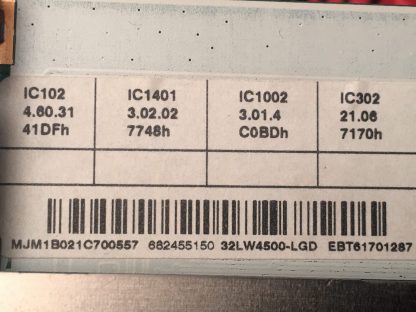 IC102 IC1401 IC1002 IC302
4.60.31 3.02.02 3.01.4 21.06
41DFh 7748h C0BDh 7170h
MJM1B021C700557 682455150 32LW4500-LGD EBT61701287